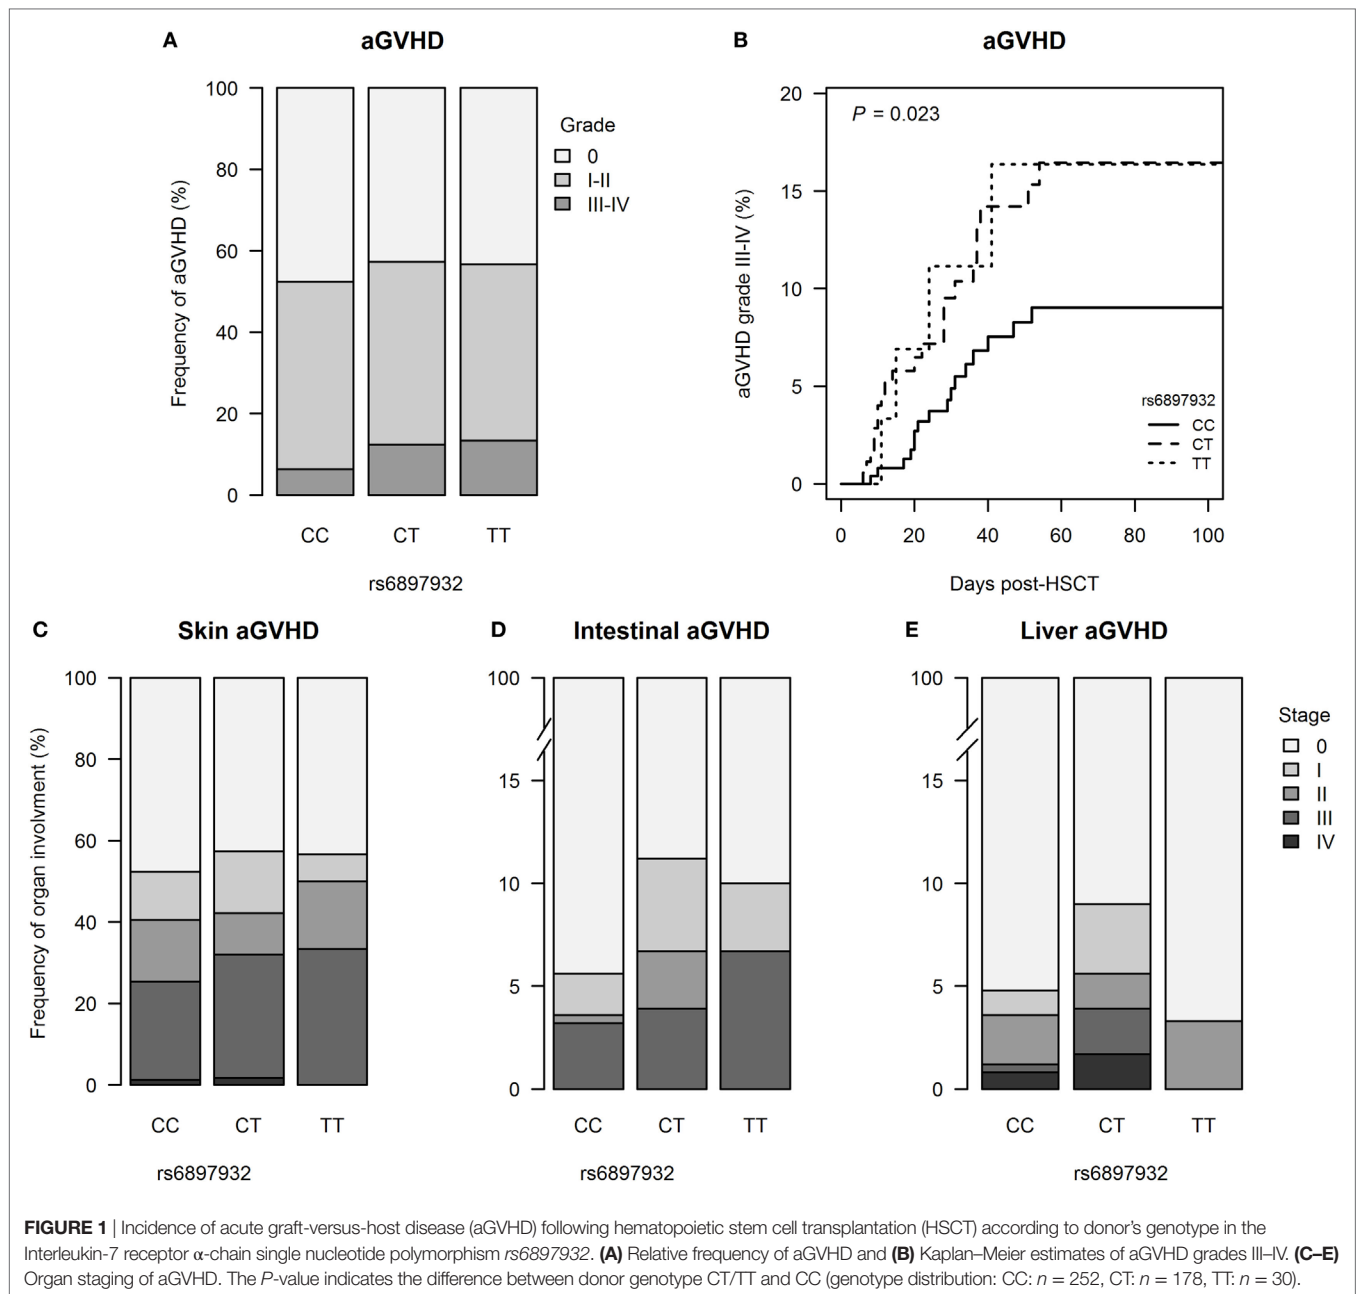 A
aGVHD
Frequency of aGVHD (%)
100
80
60
40
20
0
CC
CT
TT
rs6897932
Grade
0
I-II
III-IV
B
aGVHD
aGVHD grade III-IV (%)
20
15
10
5
0
P = 0.023
rs6897932
CC
CT
TT
0
20
40
60
80
100
Days post-HSCT
C
Skin aGVHD
Frequency of organ involvment (%)
100
80
60
40
20
0
CC
CT
TT
rs6897932
D
Intestinal aGVHD
100
15
10
5
0
CC
CT
TT
rs6897932
E
Liver aGVHD
100
15
10
5
0
CC
CT
TT
rs6897932
Stage
0
I
II
III
IV
FIGURE 1 | Incidence of acute graft-versus-host disease (aGVHD) following hematopoietic stem cell transplantation (HSCT) according to donor's genotype in the
Interleukin-7 receptor α-chain single nucleotide polymorphism rs6897932. (A) Relative frequency of aGVHD and (B) Kaplan–Meier estimates of aGVHD grades III–IV. (C–E)
Organ staging of aGVHD. The P-value indicates the difference between donor genotype CT/TT and CC (genotype distribution: CC: n = 252, CT: n = 178, TT: n = 30).